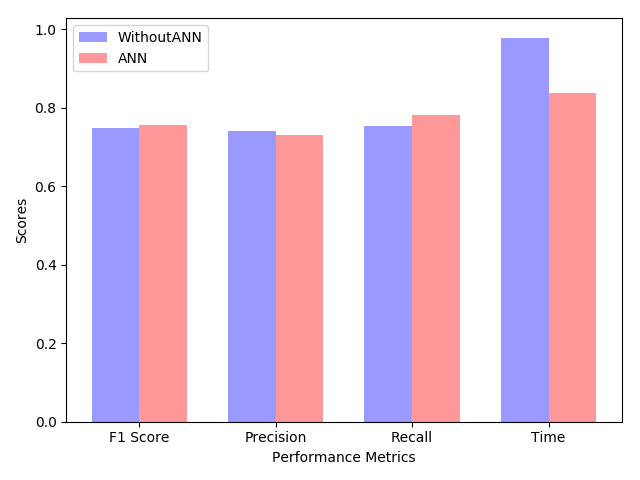 1.0
WithoutANN
ANN
0.8
0.6
Scores
0.4
0.2
0.0
F1 Score Precision Recall Time
Performance Metrics